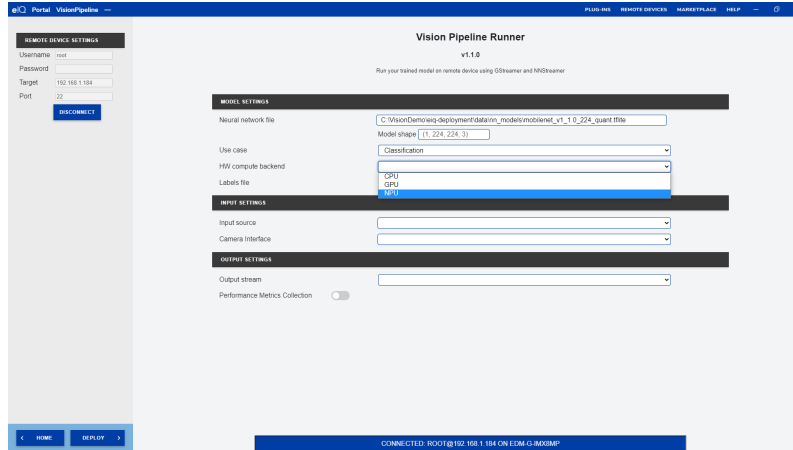 eIQ Portal VisionPipeline
PLUG-INS REMOTE DEVICES MARKETPLACE HELP
REMOTE DEVICE SETTINGS
Username root
Password
Target 192.168.1.184
Port 22
DISCONNECT
Vision Pipeline Runner
v1.1.0
Run your trained model on remote device using GStreamer and NNStreamer
MODEL SETTINGS
Neural network file C:\VisionDemo\eiq-deployment\data\nn_models\mobilenet_v1_1.0_224_quant.tflite
Model shape (1, 224, 224, 3)
Use case Classification
HW compute backend
CPU
GPU
NPU
Labels file
INPUT SETTINGS
Input source
Camera Interface
OUTPUT SETTINGS
Output stream
Performance Metrics Collection
HOME DEPLOY
CONNECTED: ROOT@192.168.1.184 ON EDM-G-IMX8MP